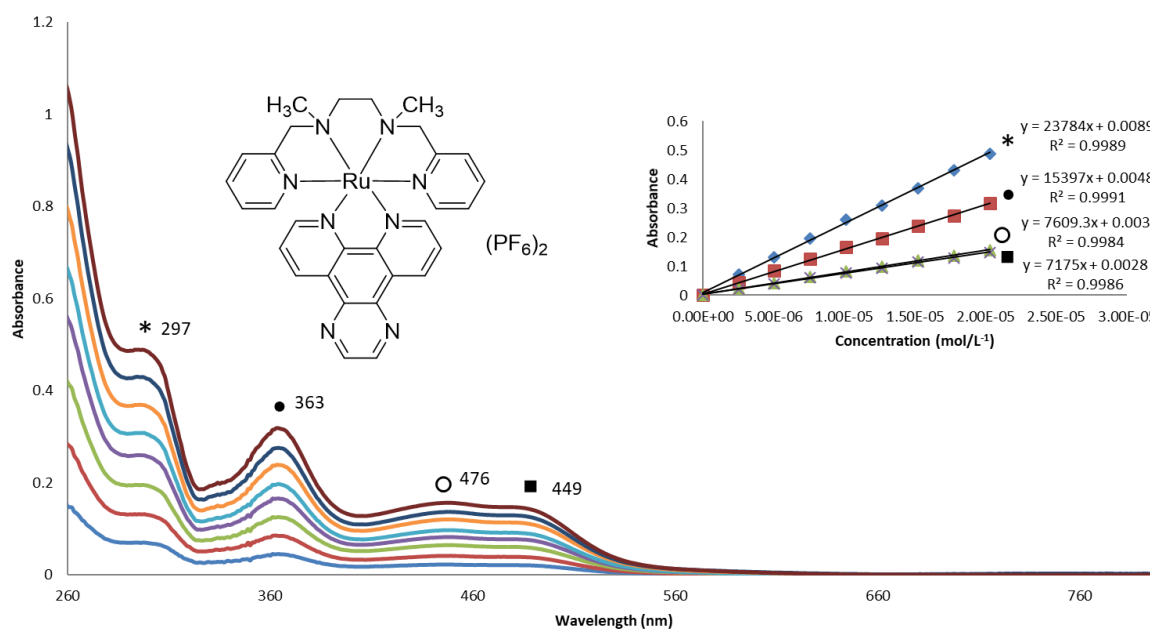 1.2
1
0.8
0.6
0.4
0.2
0
Absorbance
260
360
460
560
660
760
Wavelength (nm)
* 297
● 363
○ 476
■ 449
H₃C
CH₃
N
N
N
Ru
N
N
N
(PF₆)₂
N
N
0.6
0.5
0.4
0.3
0.2
0.1
0
Absorbance
0.00E+00
5.00E-06
1.00E-05
1.50E-05
2.00E-05
2.50E-05
3.00E-05
Concentration (mol/L⁻¹)
y = 23784x + 0.0089
* R² = 0.9989
y = 15397x + 0.0048
● R² = 0.9991
y = 7609.3x + 0.003
○ R² = 0.9984
■ y = 7175x + 0.0028
R² = 0.9986